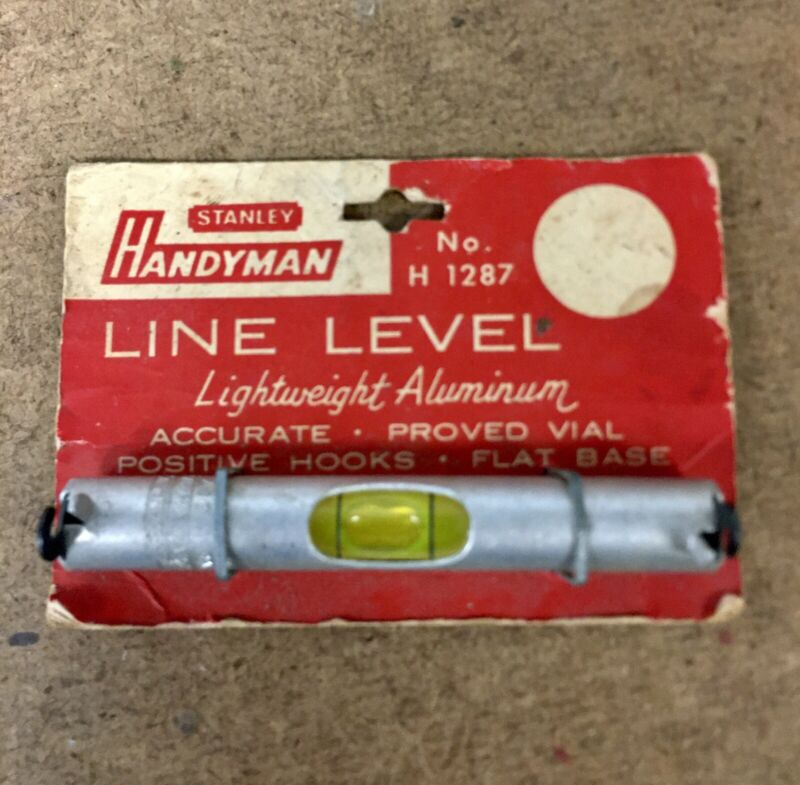 STANLEY
HANDYMAN
No.
H 1287
LINE LEVEL
Lightweight Aluminum
ACCURATE · PROVED VIAL
POSITIVE HOOKS · FLAT BASE